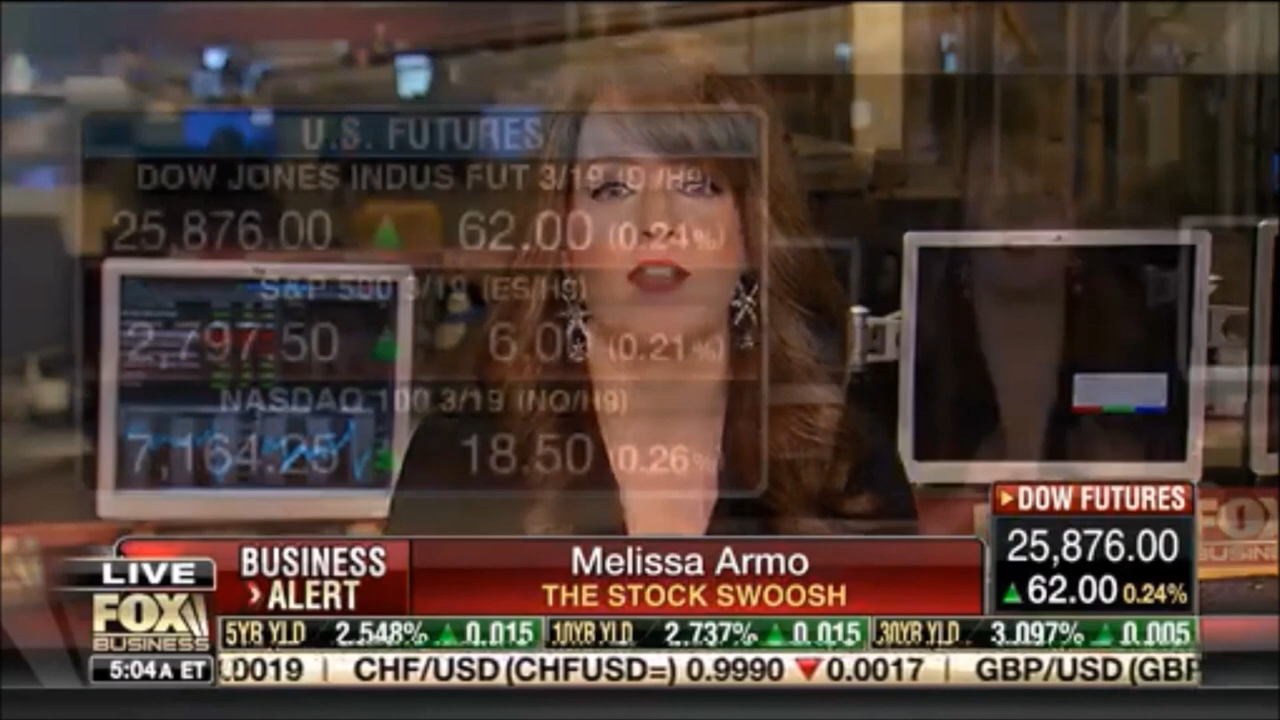 U.S. FUTURES
DOW JONES INDUS FUT 3/19 (D /H9)
25,876.00 ▲ 62.00 (0.24%)
S&P 500 3/19 (ES/H9)
2,797.50 ▲ 6.00 (0.21%)
NASDAQ 100 3/19 (NQ/H9)
7,164.25 ▲ 18.50 (0.26%)
DOW FUTURES
25,876.00
▲ 62.00 0.24%
BUSINESS ALERT
Melissa Armo
THE STOCK SWOOSH
LIVE
FOX
BUSINESS
5:04A ET
5YR YLD 2.548% ▲ 0.015 10YR YLD 2.737% ▲ 0.015 30YR YLD 3.097% ▲ 0.005
.0019 | CHF/USD (CHFUSD=) 0.9990 ▼ 0.0017 | GBP/USD (GBP
FOX
BUSINE